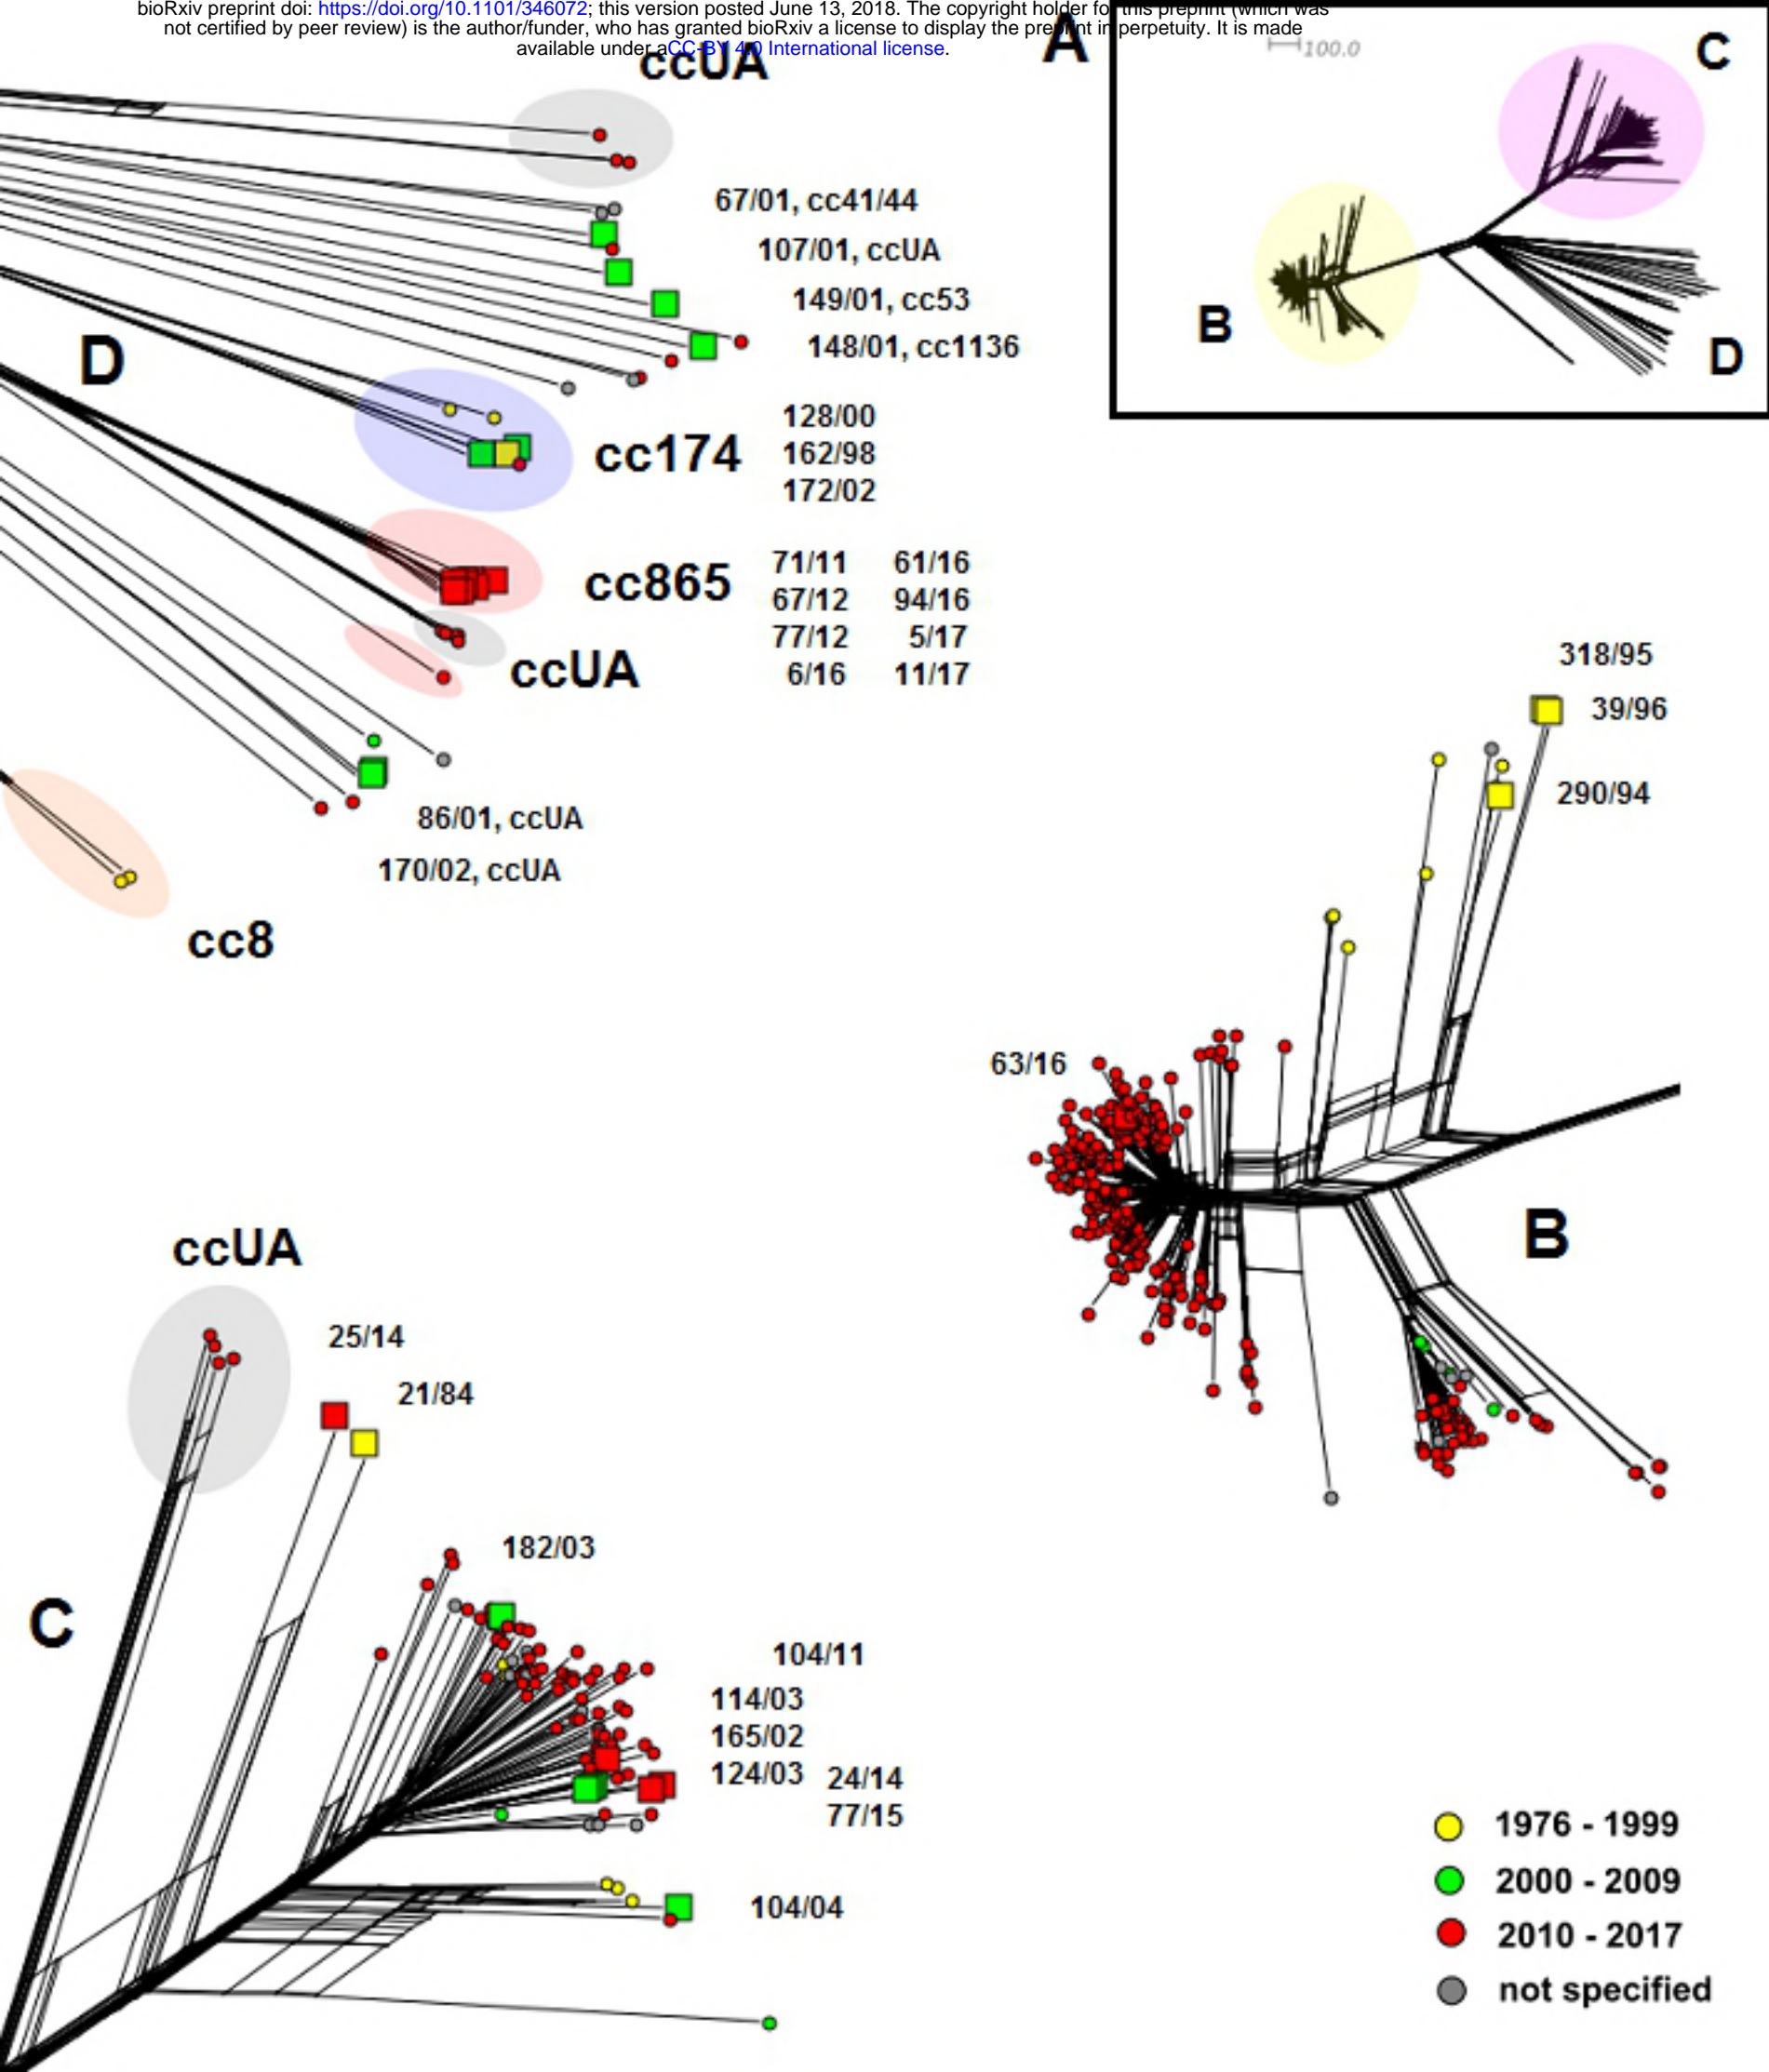 bioRxiv preprint doi: https://doi.org/10.1101/346072; this version posted June 13, 2018. The copyright holder for this preprint (which was
not certified by peer review) is the author/funder, who has granted bioRxiv a license to display the preprint in perpetuity. It is made
available under aCC-BY 4.0 International license.
A
100.0
C
B
D
ccUA
67/01, cc41/44
107/01, ccUA
149/01, cc53
148/01, cc1136
D
128/00
cc174
162/98
172/02
71/11 61/16
cc865
67/12 94/16
77/12 5/17
6/16 11/17
ccUA
86/01, ccUA
170/02, ccUA
cc8
318/95
39/96
290/94
63/16
B
ccUA
25/14
21/84
C
182/03
104/11
114/03
165/02
124/03
24/14
77/15
104/04
1976 - 1999
2000 - 2009
2010 - 2017
not specified